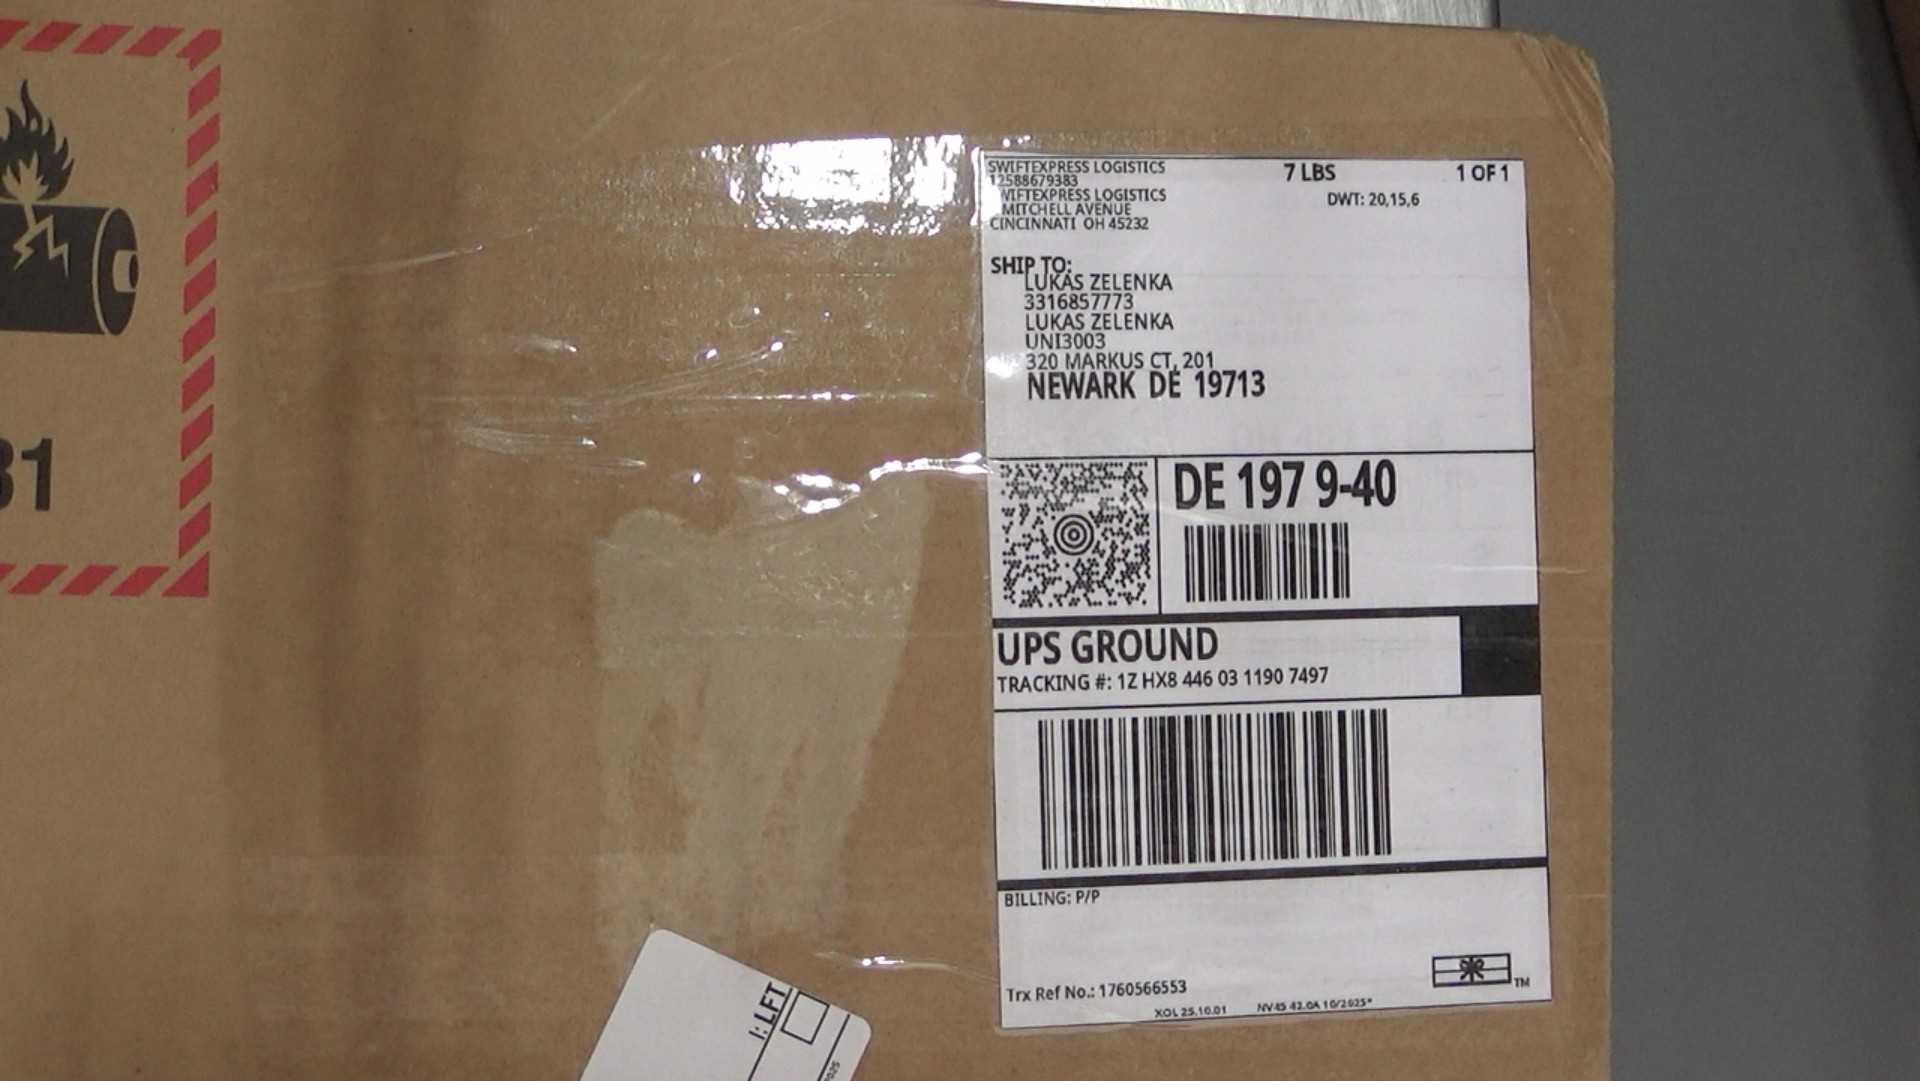 SWIFTEXPRESS LOGISTICS
12588679383
SWIFTEXPRESS LOGISTICS
MITCHELL AVENUE
CINCINNATI OH 45232
7 LBS
1 OF 1
DWT: 20,15,6
SHIP TO:
LUKAS ZELENKA
3316857773
LUKAS ZELENKA
UNI3003
320 MARKUS CT, 201
NEWARK DE 19713
DE 197 9-40
UPS GROUND
TRACKING #: 1Z HX8 446 03 1190 7497
BILLING: P/P
Trx Ref No.: 1760566553
TM
XOL 25.10.01
NV45 42.0A 10/2025*
31
I: LFT